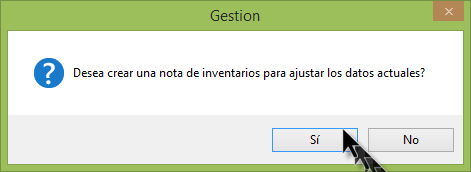 Gestion
Desea crear una nota de inventarios para ajustar los datos actuales?
Sí
No